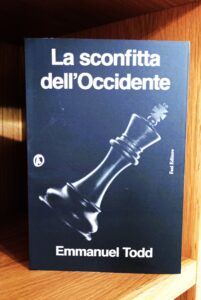 La sconfitta
dell'Occidente
Fazi Editore
Emmanuel Todd